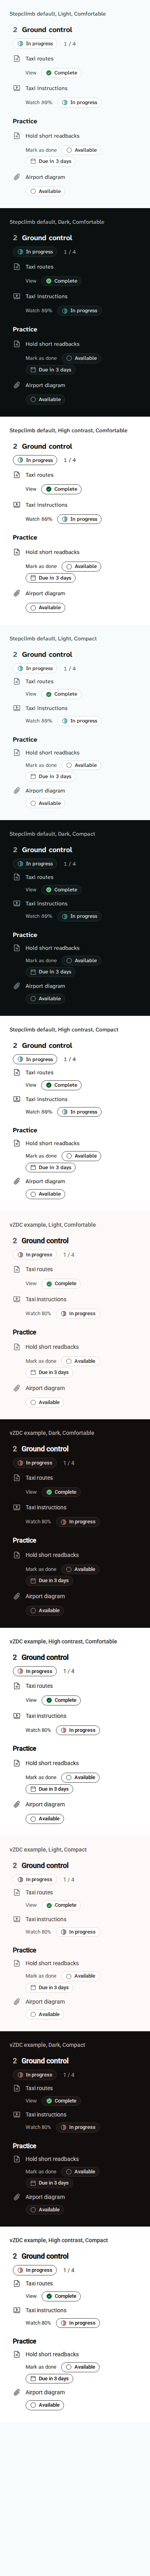 Stepclimb default, Light, Comfortable
2 Ground control
In progress 1 / 4
Taxi routes
View Complete
Taxi instructions
Watch 80% In progress
Practice
Hold short readbacks
Mark as done Available
Due in 3 days
Airport diagram
Available
Stepclimb default, Dark, Comfortable
2 Ground control
In progress 1 / 4
Taxi routes
View Complete
Taxi instructions
Watch 80% In progress
Practice
Hold short readbacks
Mark as done Available
Due in 3 days
Airport diagram
Available
Stepclimb default, High contrast, Comfortable
2 Ground control
In progress 1 / 4
Taxi routes
View Complete
Taxi instructions
Watch 80% In progress
Practice
Hold short readbacks
Mark as done Available
Due in 3 days
Airport diagram
Available
Stepclimb default, Light, Compact
2 Ground control
In progress 1 / 4
Taxi routes
View Complete
Taxi instructions
Watch 80% In progress
Practice
Hold short readbacks
Mark as done Available
Due in 3 days
Airport diagram
Available
Stepclimb default, Dark, Compact
2 Ground control
In progress 1 / 4
Taxi routes
View Complete
Taxi instructions
Watch 80% In progress
Practice
Hold short readbacks
Mark as done Available
Due in 3 days
Airport diagram
Available
Stepclimb default, High contrast, Compact
2 Ground control
In progress 1 / 4
Taxi routes
View Complete
Taxi instructions
Watch 80% In progress
Practice
Hold short readbacks
Mark as done Available
Due in 3 days
Airport diagram
Available
vZDC example, Light, Comfortable
2 Ground control
In progress 1 / 4
Taxi routes
View Complete
Taxi instructions
Watch 80% In progress
Practice
Hold short readbacks
Mark as done Available
Due in 3 days
Airport diagram
Available
vZDC example, Dark, Comfortable
2 Ground control
In progress 1 / 4
Taxi routes
View Complete
Taxi instructions
Watch 80% In progress
Practice
Hold short readbacks
Mark as done Available
Due in 3 days
Airport diagram
Available
vZDC example, High contrast, Comfortable
2 Ground control
In progress 1 / 4
Taxi routes
View Complete
Taxi instructions
Watch 80% In progress
Practice
Hold short readbacks
Mark as done Available
Due in 3 days
Airport diagram
Available
vZDC example, Light, Compact
2 Ground control
In progress 1 / 4
Taxi routes
View Complete
Taxi instructions
Watch 80% In progress
Practice
Hold short readbacks
Mark as done Available
Due in 3 days
Airport diagram
Available
vZDC example, Dark, Compact
2 Ground control
In progress 1 / 4
Taxi routes
View Complete
Taxi instructions
Watch 80% In progress
Practice
Hold short readbacks
Mark as done Available
Due in 3 days
Airport diagram
Available
vZDC example, High contrast, Compact
2 Ground control
In progress 1 / 4
Taxi routes
View Complete
Taxi instructions
Watch 80% In progress
Practice
Hold short readbacks
Mark as done Available
Due in 3 days
Airport diagram
Available